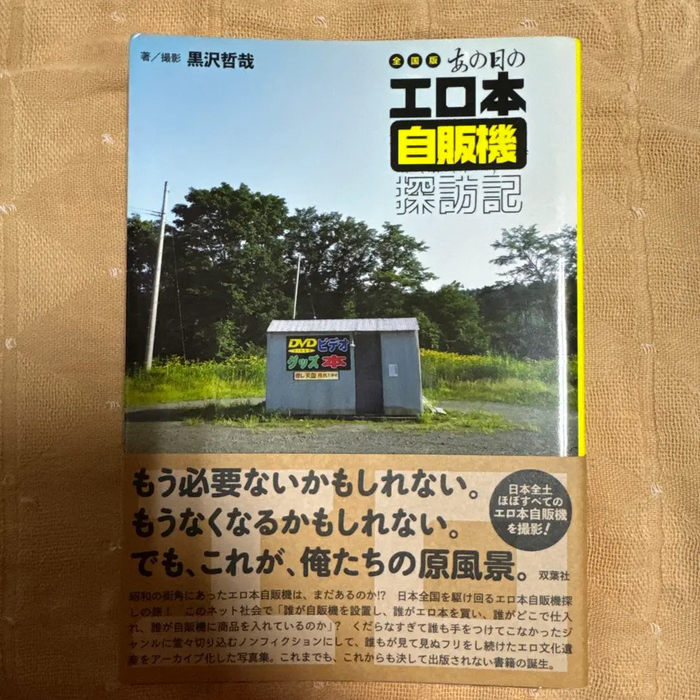 著／撮影 黒沢哲哉
全国版 あの日の
エロ本
自販機
探訪記
DVD ビデオ
グッズ 本
もう必要ないかもしれない。
もうなくなるかもしれない。
でも、これが、俺たちの原風景。
双葉社
日本全土
ほぼすべての
エロ本自販機
を撮影！
昭和の街角にあったエロ本自販機は、まだあるのか!? 日本全国を駆け回るエロ本自販機探
しの旅！ このネット社会で「誰が自販機を設置し、誰がエロ本を買い、誰がどこで仕入
れ、誰が自販機に商品を入れているのか」? くだらなすぎて誰も手をつけてこなかったジ
ャンルに堂々切り込むノンフィクションにして、誰もが見て見ぬフリをし続けたエロ文化遺
産をアーカイブ化した写真集。これまでも、これからも決して出版されない書籍の誕生。